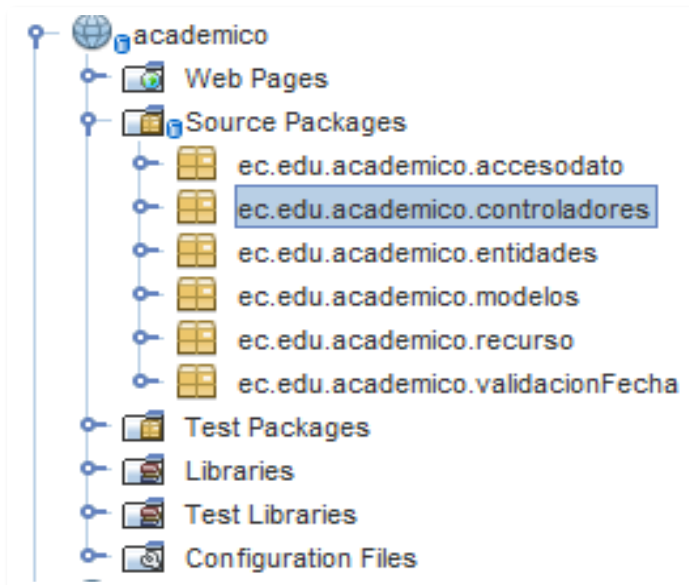 academico
Web Pages
Source Packages
ec.edu.academico.accesodato
ec.edu.academico.controladores
ec.edu.academico.entidades
ec.edu.academico.modelos
ec.edu.academico.recurso
ec.edu.academico.validacionFecha
Test Packages
Libraries
Test Libraries
Configuration Files